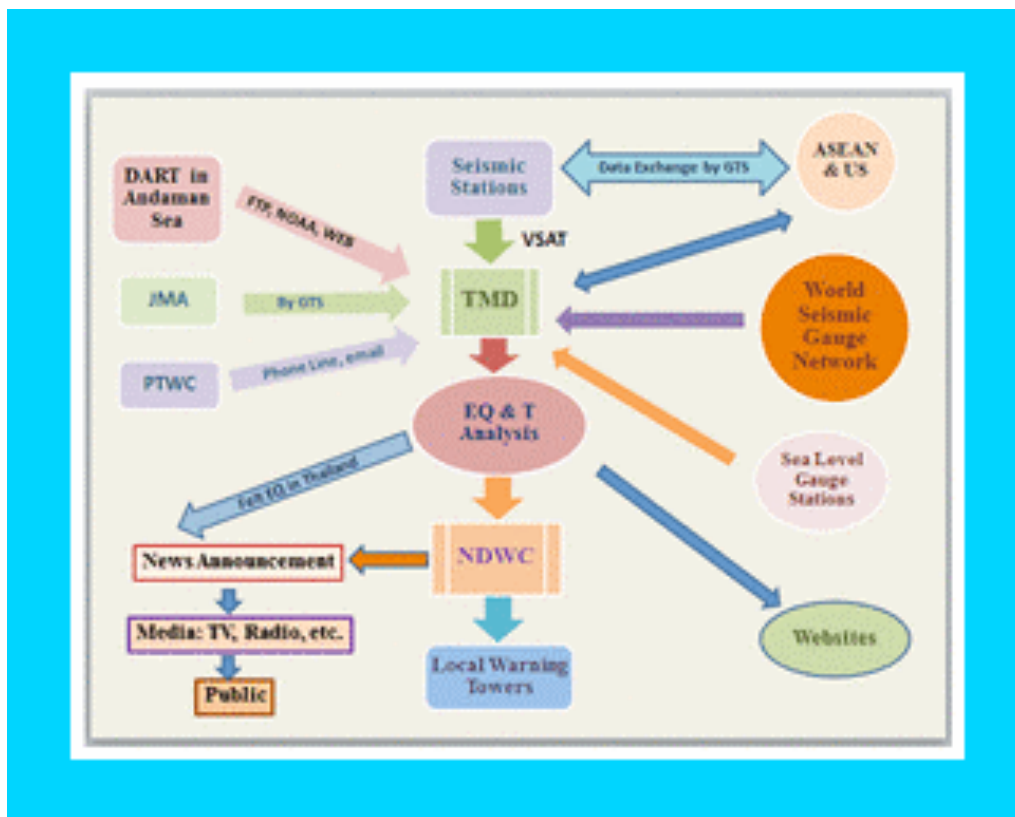 DART in
Andaman
Sea
FTP, NOAA, WEB
Seismic
Stations
Data Exchange by GTS
ASEAN
& US
VSAT
JMA
By GTS
TMD
World
Seismic
Gauge
Network
PTWC
Phone Line, email
EQ & T
Analysis
Sea Level
Gauge
Stations
Felt EQ in Thailand
News Announcement
NDWC
Media: TV, Radio, etc.
Websites
Local Warning
Towers
Public